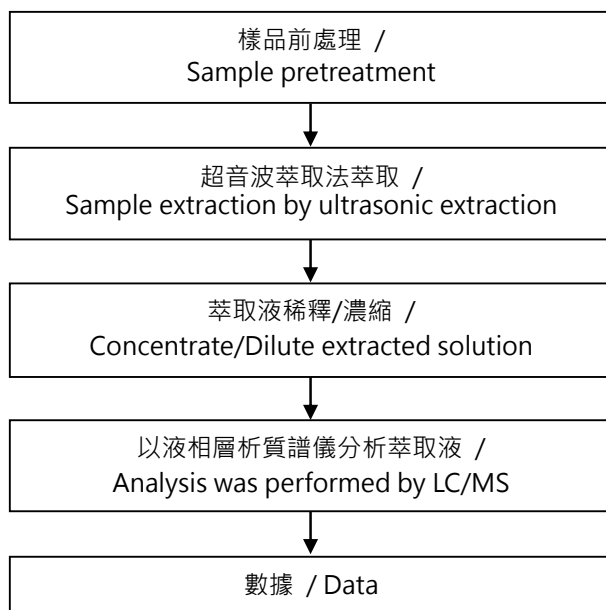 樣品前處理 /
Sample pretreatment
超音波萃取法萃取 /
Sample extraction by ultrasonic extraction
萃取液稀釋/濃縮 /
Concentrate/Dilute extracted solution
以液相層析質譜儀分析萃取液 /
Analysis was performed by LC/MS
數據 / Data